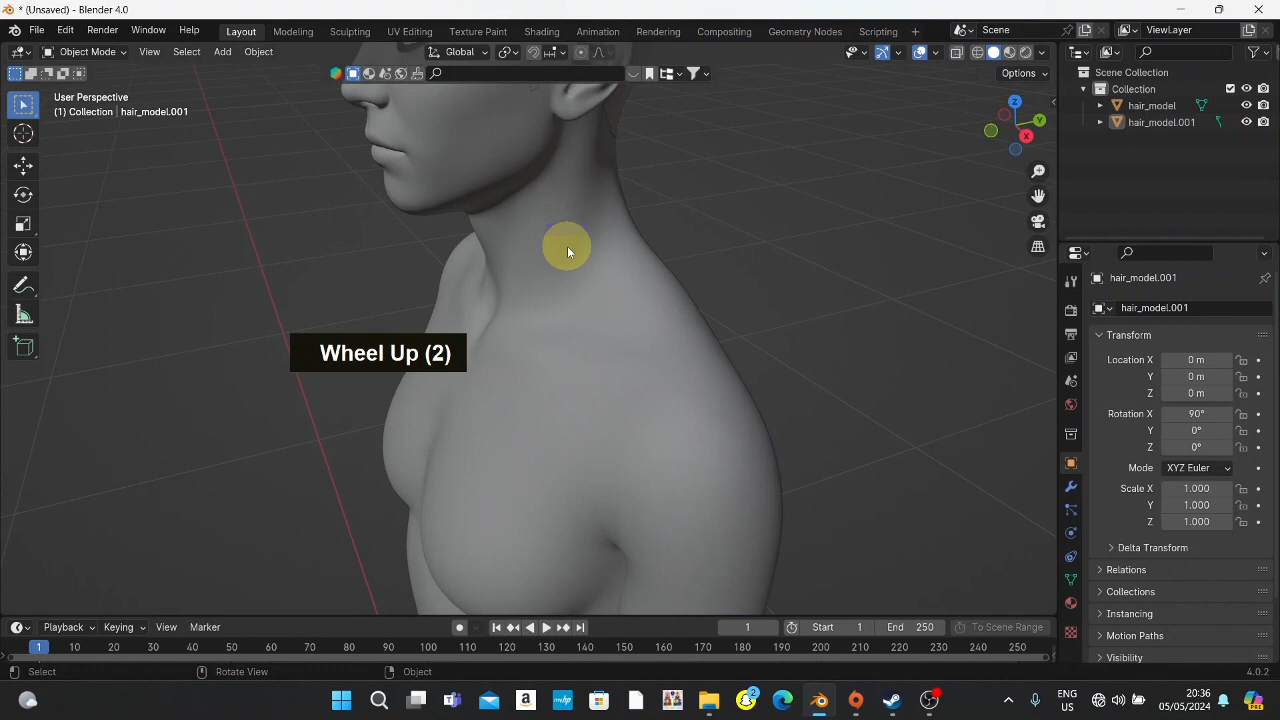 * (Unsaved) - Blender 4.0
File Edit Render Window Help
Layout Modeling Sculpting UV Editing Texture Paint Shading Animation Rendering Compositing Geometry Nodes Scripting +
Scene
ViewLayer
Object Mode View Select Add Object
Global
Options
User Perspective
(1) Collection | hair_model.001
Z
Y
X
Scene Collection
Collection
hair_model
hair_model.001
Wheel Up (2)
hair_model.001
hair_model.001
Transform
Location X 0 m
Y 0 m
Z 0 m
Rotation X 90°
Y 0°
Z 0°
Mode XYZ Euler
Scale X 1.000
Y 1.000
Z 1.000
Delta Transform
Relations
Collections
Instancing
Motion Paths
Visibility
Playback Keying View Marker
1 Start 1 End 250 To Scene Range
1 10 20 30 40 50 60 70 80 90 100 110 120 130 140 150 160 170 180 190 200 210 220 230 240 250
Select Rotate View Object
4.0.2
ENG
US
20:36
05/05/2024